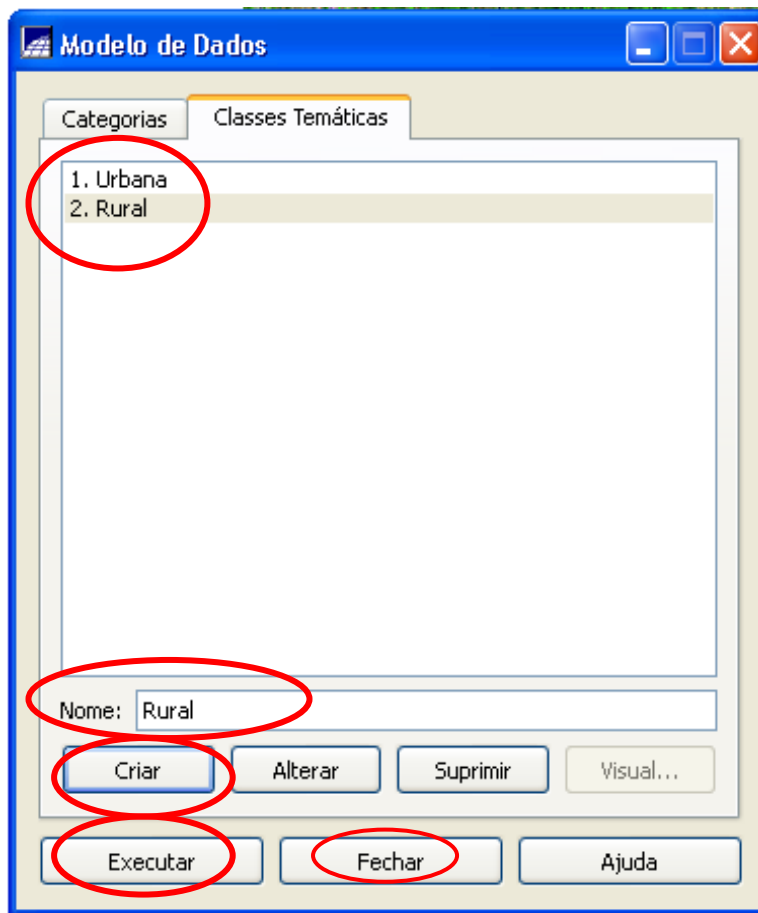 Modelo de Dados
Categorias Classes Temáticas
1. Urbana
2. Rural
Nome: Rural
Criar Alterar Suprimir Visual...
Executar Fechar Ajuda